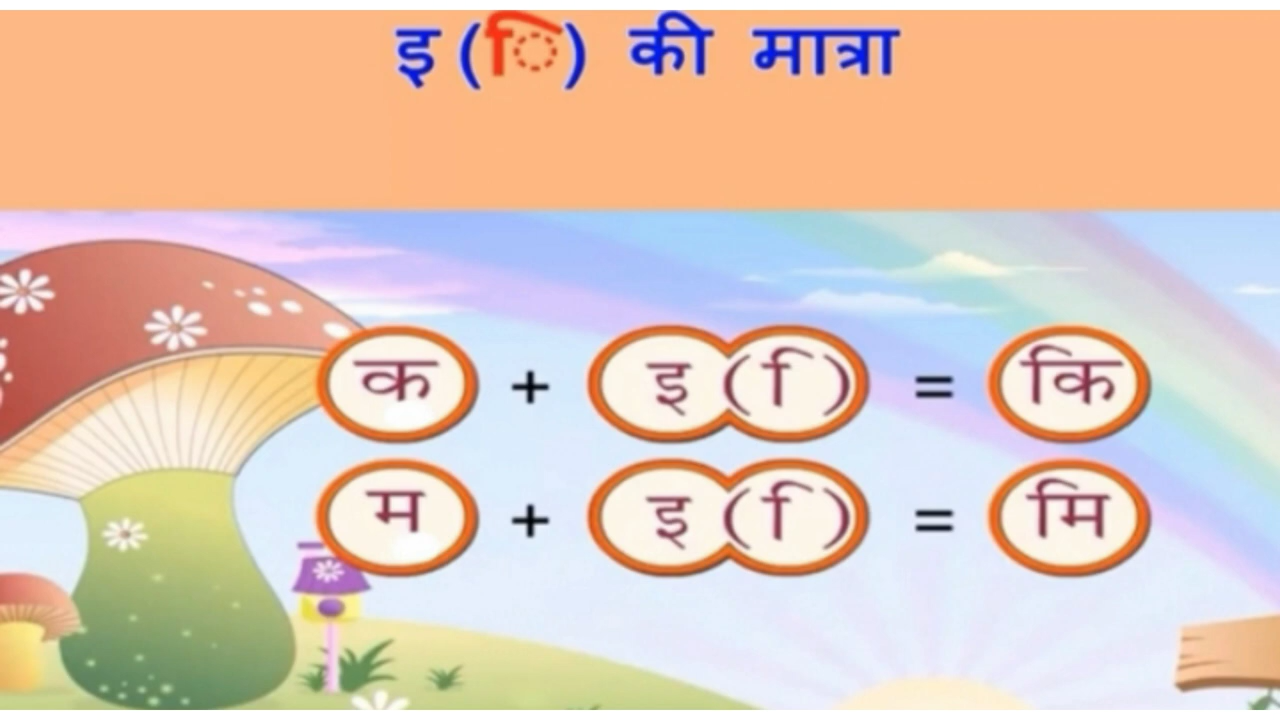 इ (ि) की मात्रा
क + इ ( ि ) = कि
म + इ ( ि ) = मि